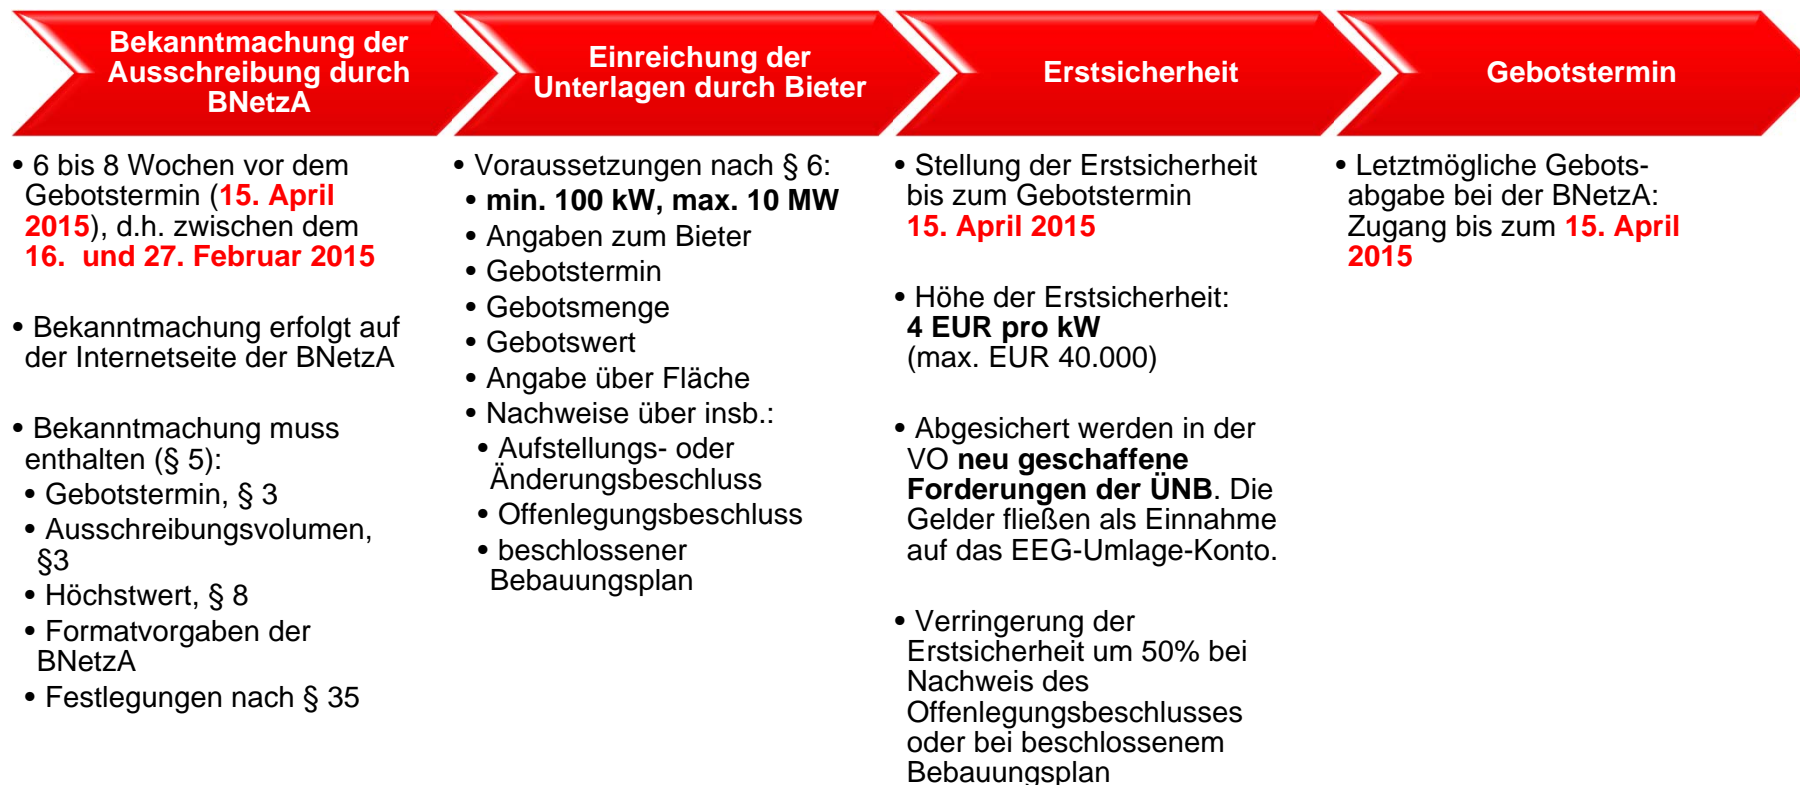 Bekanntmachung der
Ausschreibung durch
BNetzA
• 6 bis 8 Wochen vor dem
Gebotstermin (15. April
2015), d.h. zwischen dem
16. und 27. Februar 2015
• Bekanntmachung erfolgt auf
der Internetseite der BNetzA
• Bekanntmachung muss
enthalten (§ 5):
• Gebotstermin, § 3
• Ausschreibungsvolumen,
§3
• Höchstwert, § 8
• Formatvorgaben der
BNetzA
• Festlegungen nach § 35
Einreichung der
Unterlagen durch Bieter
• Voraussetzungen nach § 6:
• min. 100 kW, max. 10 MW
• Angaben zum Bieter
• Gebotstermin
• Gebotsmenge
• Gebotswert
• Angabe über Fläche
• Nachweise über insb.:
• Aufstellungs- oder
Änderungsbeschluss
• Offenlegungsbeschluss
• beschlossener
Bebauungsplan
Erstsicherheit
• Stellung der Erstsicherheit
bis zum Gebotstermin
15. April 2015
• Höhe der Erstsicherheit:
4 EUR pro kW
(max. EUR 40.000)
• Abgesichert werden in der
VO neu geschaffene
Forderungen der ÜNB. Die
Gelder fließen als Einnahme
auf das EEG-Umlage-Konto.
• Verringerung der
Erstsicherheit um 50% bei
Nachweis des
Offenlegungsbeschlusses
oder bei beschlossenem
Bebauungsplan
Gebotstermin
• Letztmögliche Gebots-
abgabe bei der BNetzA:
Zugang bis zum 15. April
2015